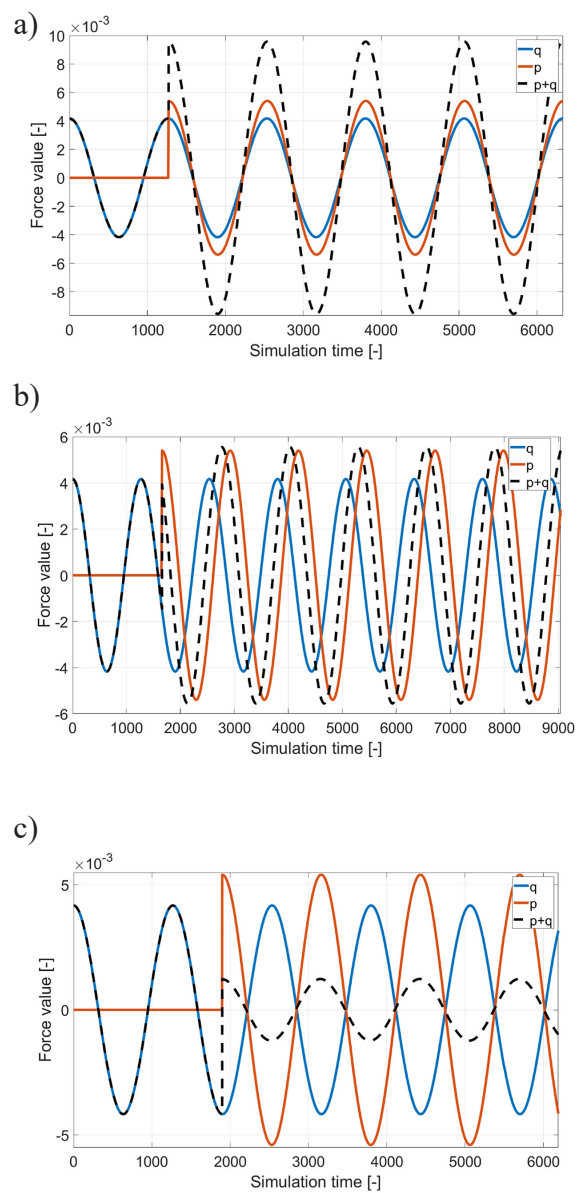 a)
×10⁻³
10
8
6
4
2
0
-2
-4
-6
-8
Force value [-]
q
p
p+q
0 1000 2000 3000 4000 5000 6000
Simulation time [-]
b)
×10⁻³
6
4
2
0
-2
-4
-6
Force value [-]
q
p
p+q
0 1000 2000 3000 4000 5000 6000 7000 8000 9000
Simulation time [-]
c)
×10⁻³
5
0
-5
Force value [-]
q
p
p+q
0 1000 2000 3000 4000 5000 6000
Simulation time [-]